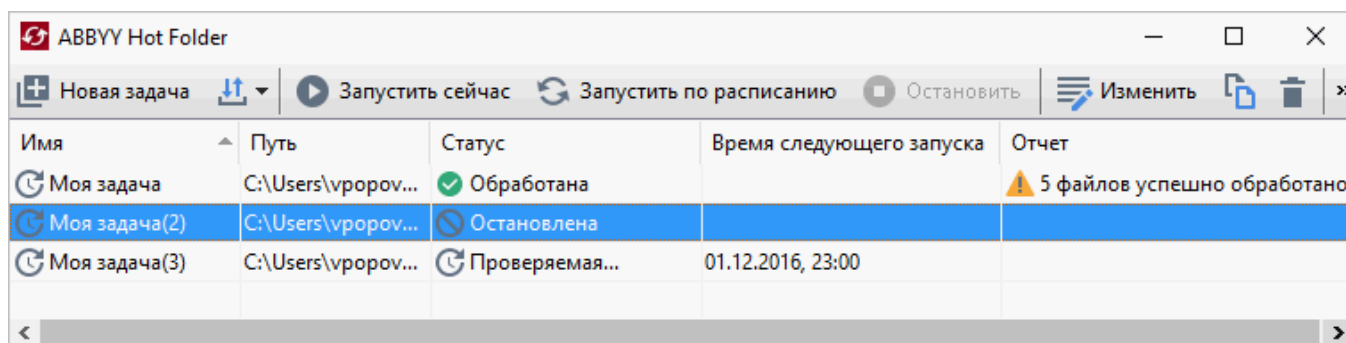 ABBYY Hot Folder
Новая задача Запустить сейчас Запустить по расписанию Остановить Изменить
Имя Путь Статус Время следующего запуска Отчет
Моя задача C:\Users\vpopov... Обработана 5 файлов успешно обработано
Моя задача(2) C:\Users\vpopov... Остановлена
Моя задача(3) C:\Users\vpopov... Проверяемая... 01.12.2016, 23:00